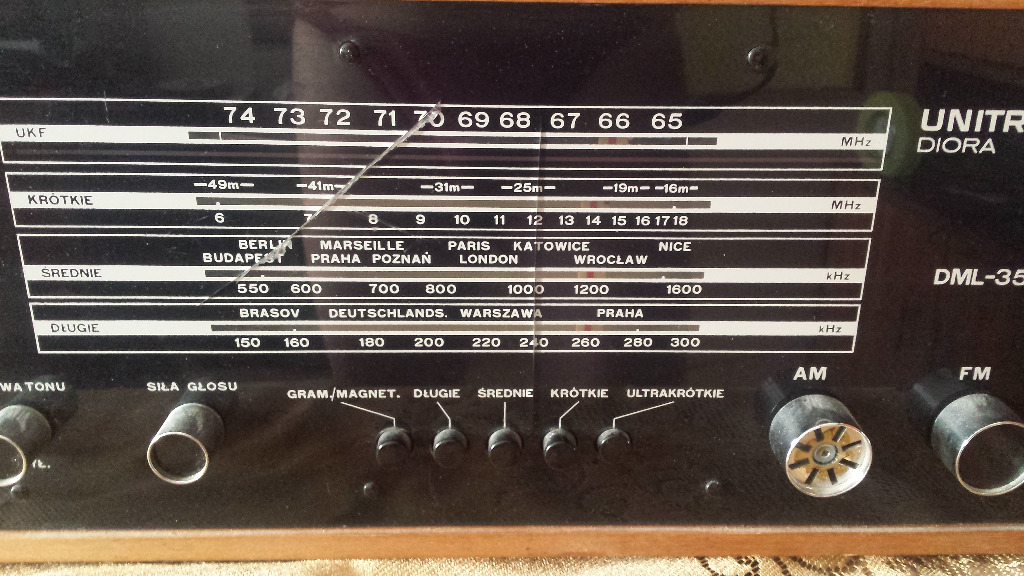 74 73 72 71 70 69 68 67 66 65
UKF MHz
UNITR
DIORA
—49m— —41m— —31m— —25m— —19m— —16m—
KRÓTKIE MHz
6 7 8 9 10 11 12 13 14 15 16 17 18
BERLIN MARSEILLE PARIS KATOWICE NICE
BUDAPEST PRAHA POZNAŃ LONDON WROCŁAW
ŚREDNIE kHz
DML-35
550 600 700 800 1000 1200 1600
BRASOV DEUTSCHLANDS. WARSZAWA PRAHA
DŁUGIE kHz
150 160 180 200 220 240 260 280 300
AM FM
WA TONU SIŁA GŁOSU GRAM./MAGNET. DŁUGIE ŚREDNIE KRÓTKIE ULTRAKRÓTKIE